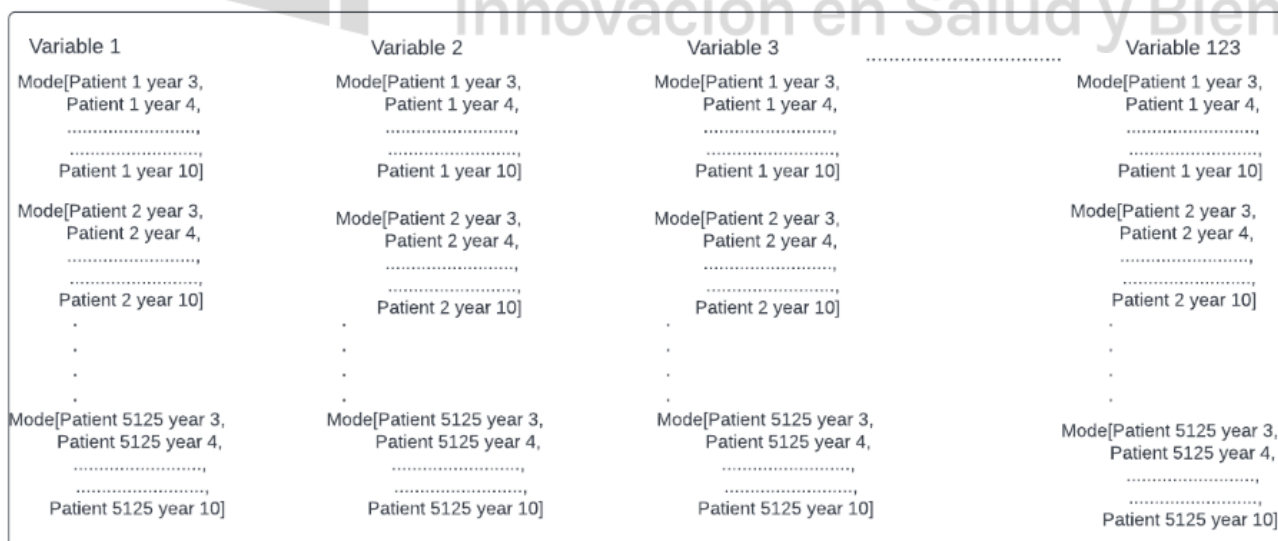 Innovación en Salud y Bien
Variable 1 Variable 2 Variable 3 ................................ Variable 123
Mode[Patient 1 year 3, Mode[Patient 1 year 3, Mode[Patient 1 year 3, Mode[Patient 1 year 3,
Patient 1 year 4, Patient 1 year 4, Patient 1 year 4, Patient 1 year 4,
........................, ........................, ........................, ........................,
........................, ........................, ........................, ........................,
Patient 1 year 10] Patient 1 year 10] Patient 1 year 10] Patient 1 year 10]
Mode[Patient 2 year 3, Mode[Patient 2 year 3, Mode[Patient 2 year 3, Mode[Patient 2 year 3,
Patient 2 year 4, Patient 2 year 4, Patient 2 year 4, Patient 2 year 4,
........................, ........................, ........................, ........................,
........................, ........................, ........................, ........................,
Patient 2 year 10] Patient 2 year 10] Patient 2 year 10] Patient 2 year 10]
. . . .
. . . .
. . . .
. . . .
Mode[Patient 5125 year 3, Mode[Patient 5125 year 3, Mode[Patient 5125 year 3, Mode[Patient 5125 year 3,
Patient 5125 year 4, Patient 5125 year 4, Patient 5125 year 4, Patient 5125 year 4,
........................, ........................, ........................, ........................,
........................, ........................, ........................, ........................,
Patient 5125 year 10] Patient 5125 year 10] Patient 5125 year 10] Patient 5125 year 10]